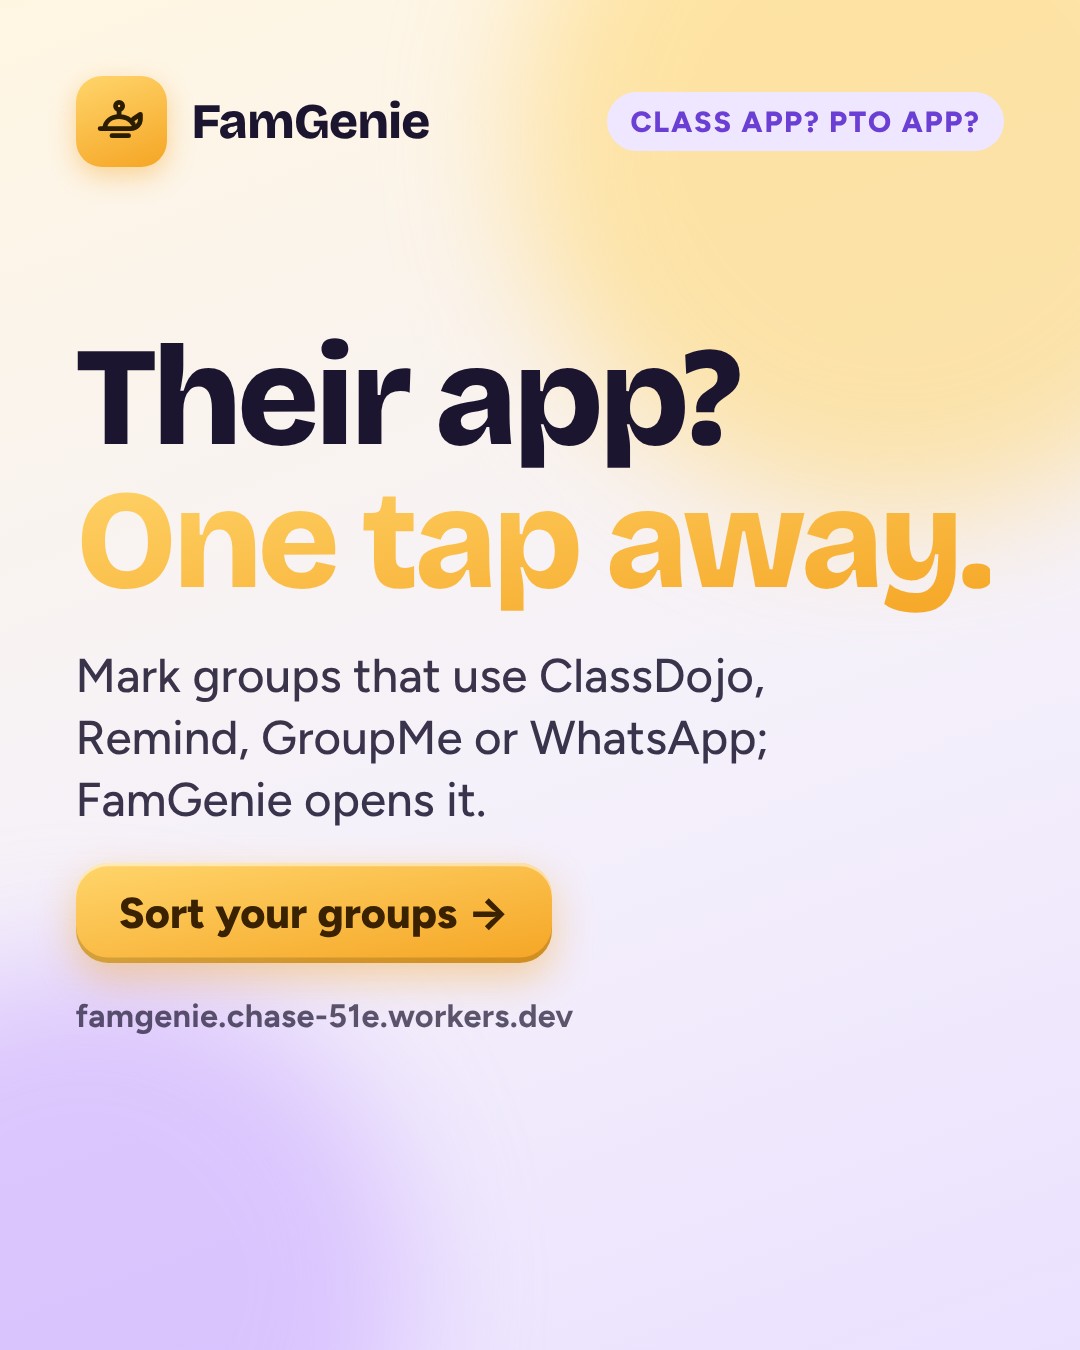 FamGenie
CLASS APP? PTO APP?
Their app?
One tap away.
Mark groups that use ClassDojo,
Remind, GroupMe or WhatsApp;
FamGenie opens it.
Sort your groups →
famgenie.chase-51e.workers.dev